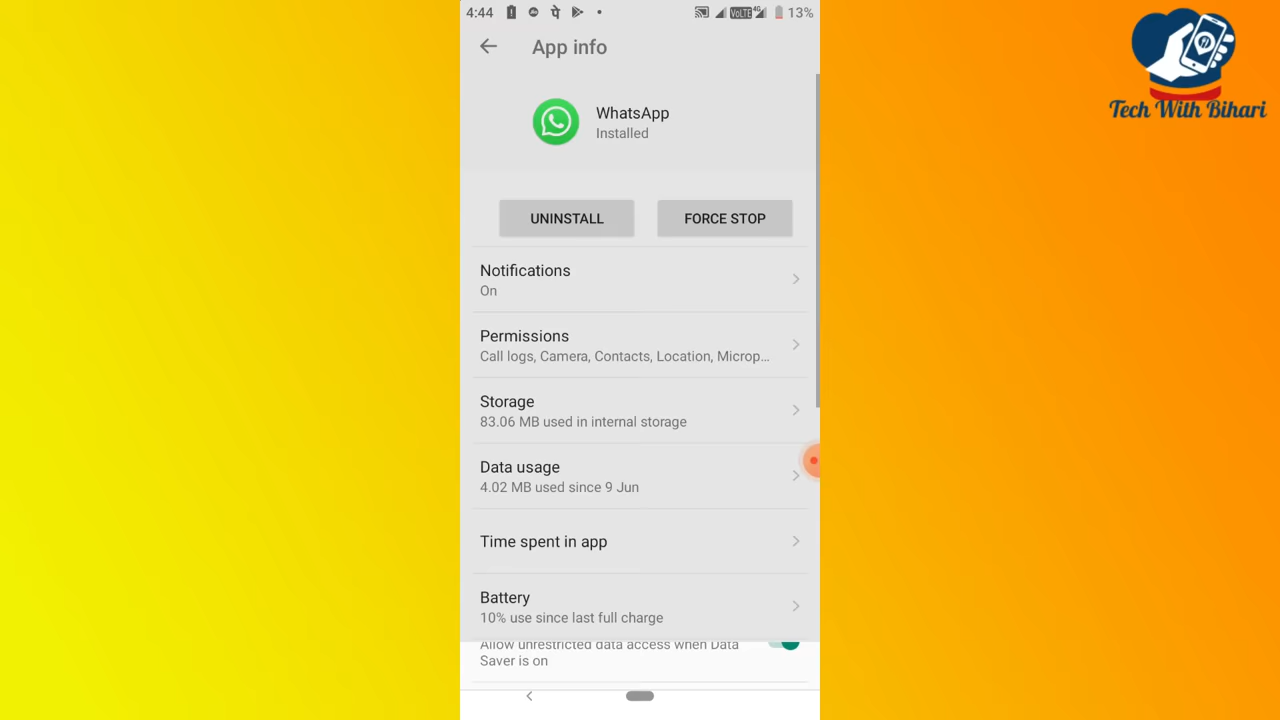 4:44 पे VoLTE 4G 13%
App info
WhatsApp
Installed
UNINSTALL
FORCE STOP
Notifications
On
Permissions
Call logs, Camera, Contacts, Location, Microp...
Storage
83.06 MB used in internal storage
Data usage
4.02 MB used since 9 Jun
Time spent in app
Battery
10% use since last full charge
Allow unrestricted data access when Data
Saver is on
Tech With Bihari